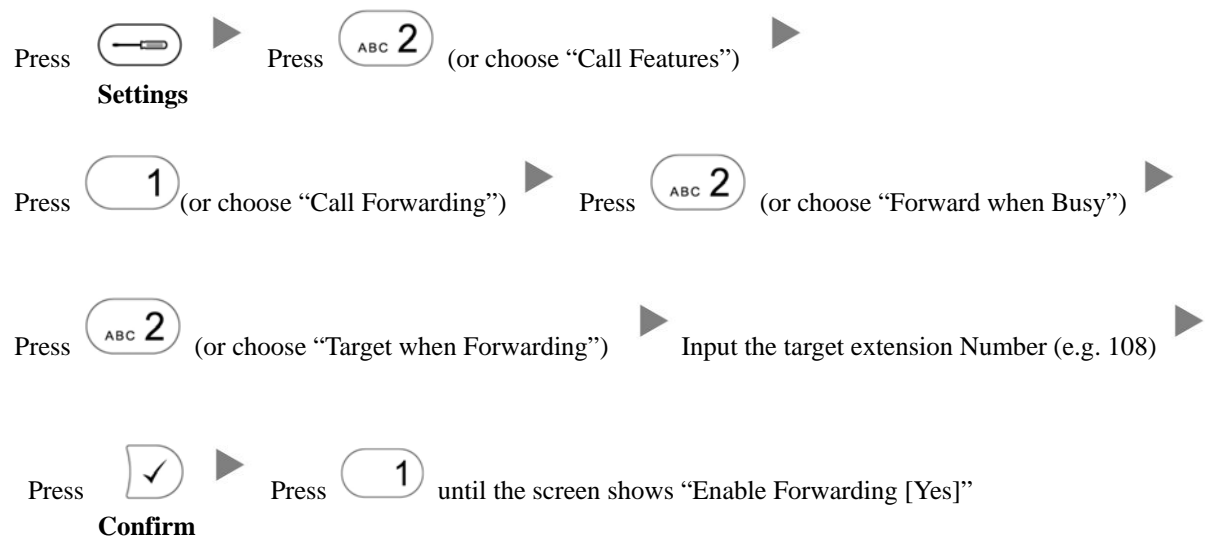 Press ABC 2 (or choose “Call Features”)
Settings
Press 1 (or choose “Call Forwarding”) Press ABC 2 (or choose “Forward when Busy”)
Press ABC 2 (or choose “Target when Forwarding”) Input the target extension Number (e.g. 108)
Press Press 1 until the screen shows “Enable Forwarding [Yes]”
Confirm